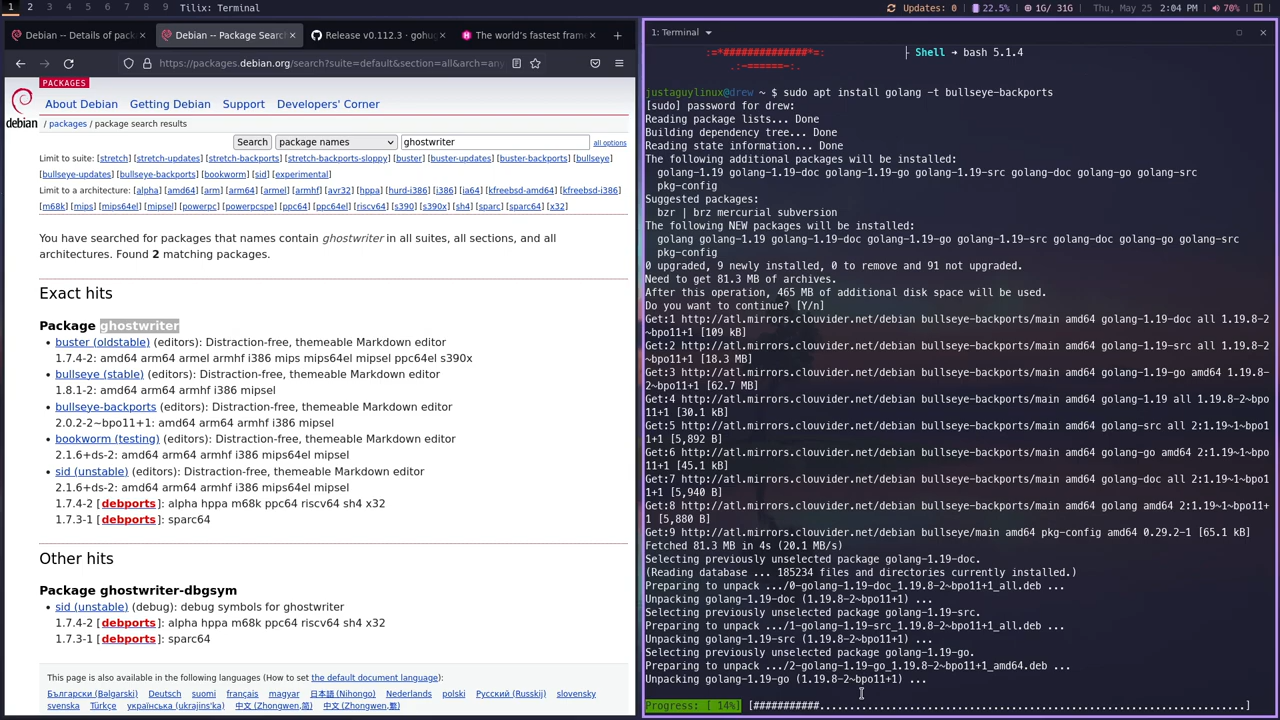 1 2 3 4 Tilix: Terminal
Updates: 0 22.5% 1G/ 31G Thu, May 25 2:04 PM 70%
Debian -- Details of pack
Debian -- Package Sear ×
Release v0.112.3 · gohug
The world's fastest frame × +
https://packages.debian.org/search?suite=default&section=all&arch=any
PACKAGES
About Debian Getting Debian Support Developers' Corner
debian / packages / package search results
Search package names ghostwriter all options
Limit to suite: [stretch] [stretch-updates] [stretch-backports] [stretch-backports-sloppy] [buster] [buster-updates] [buster-backports] [bullseye]
[bullseye-updates] [bullseye-backports] [bookworm] [sid] [experimental]
Limit to a architecture: [alpha] [amd64] [arm] [arm64] [armel] [armhf] [avr32] [hppa] [hurd-i386] [i386] [ia64] [kfreebsd-amd64] [kfreebsd-i386]
[m68k] [mips] [mips64el] [mipsel] [powerpc] [powerpcspe] [ppc64] [ppc64el] [riscv64] [s390] [s390x] [sh4] [sparc] [sparc64] [x32]
You have searched for packages that names contain ghostwriter in all suites, all sections, and all
architectures. Found 2 matching packages.
Exact hits
Package ghostwriter
• buster (oldstable) (editors): Distraction-free, themeable Markdown editor
1.7.4-2: amd64 arm64 armel armhf i386 mips mips64el mipsel ppc64el s390x
• bullseye (stable) (editors): Distraction-free, themeable Markdown editor
1.8.1-2: amd64 arm64 armhf i386 mipsel
• bullseye-backports (editors): Distraction-free, themeable Markdown editor
2.0.2-2~bpo11+1: amd64 arm64 armhf i386 mipsel
• bookworm (testing) (editors): Distraction-free, themeable Markdown editor
2.1.6+ds-2: amd64 arm64 armhf i386 mips64el mipsel
• sid (unstable) (editors): Distraction-free, themeable Markdown editor
2.1.6+ds-2: amd64 arm64 armhf i386 mips64el mipsel
1.7.4-2 [debports]: alpha hppa m68k ppc64 riscv64 sh4 x32
1.7.3-1 [debports]: sparc64
Other hits
Package ghostwriter-dbgsym
• sid (unstable) (debug): debug symbols for ghostwriter
1.7.4-2 [debports]: alpha hppa m68k ppc64 riscv64 sh4 x32
1.7.3-1 [debports]: sparc64
This page is also available in the following languages (How to set the default document language):
Български (Bəlgarski) Deutsch suomi français magyar 日本語 (Nihongo) Nederlands polski Русский (Russkij) slovensky
svenska Türkçe українська (ukrajins'ka) 中文 (Zhongwen,简) 中文 (Zhongwen,繁)
1: Terminal
:=*##############*=:
.:-======-:.
├ Shell ➜ bash 5.1.4
justaguylinux@drew ~ $ sudo apt install golang -t bullseye-backports
[sudo] password for drew:
Reading package lists... Done
Building dependency tree... Done
Reading state information... Done
The following additional packages will be installed:
golang-1.19 golang-1.19-doc golang-1.19-go golang-1.19-src golang-doc golang-go golang-src
pkg-config
Suggested packages:
bzr | brz mercurial subversion
The following NEW packages will be installed:
golang golang-1.19 golang-1.19-doc golang-1.19-go golang-1.19-src golang-doc golang-go golang-src
pkg-config
0 upgraded, 9 newly installed, 0 to remove and 91 not upgraded.
Need to get 81.3 MB of archives.
After this operation, 465 MB of additional disk space will be used.
Do you want to continue? [Y/n]
Get:1 http://atl.mirrors.clouvider.net/debian bullseye-backports/main amd64 golang-1.19-doc all 1.19.8-2
~bpo11+1 [109 kB]
Get:2 http://atl.mirrors.clouvider.net/debian bullseye-backports/main amd64 golang-1.19-src all 1.19.8-2
~bpo11+1 [18.3 MB]
Get:3 http://atl.mirrors.clouvider.net/debian bullseye-backports/main amd64 golang-1.19-go amd64 1.19.8-
2~bpo11+1 [62.7 MB]
Get:4 http://atl.mirrors.clouvider.net/debian bullseye-backports/main amd64 golang-1.19 all 1.19.8-2~bpo
11+1 [30.1 kB]
Get:5 http://atl.mirrors.clouvider.net/debian bullseye-backports/main amd64 golang-src all 2:1.19~1~bpo1
1+1 [5,892 B]
Get:6 http://atl.mirrors.clouvider.net/debian bullseye-backports/main amd64 golang-go amd64 2:1.19~1~bpo
11+1 [45.1 kB]
Get:7 http://atl.mirrors.clouvider.net/debian bullseye-backports/main amd64 golang-doc all 2:1.19~1~bpo1
1+1 [5,940 B]
Get:8 http://atl.mirrors.clouvider.net/debian bullseye-backports/main amd64 golang amd64 2:1.19~1~bpo11+
1 [5,880 B]
Get:9 http://atl.mirrors.clouvider.net/debian bullseye/main amd64 pkg-config amd64 0.29.2-1 [65.1 kB]
Fetched 81.3 MB in 4s (20.1 MB/s)
Selecting previously unselected package golang-1.19-doc.
(Reading database ... 185234 files and directories currently installed.)
Preparing to unpack .../0-golang-1.19-doc_1.19.8-2~bpo11+1_all.deb ...
Unpacking golang-1.19-doc (1.19.8-2~bpo11+1) ...
Selecting previously unselected package golang-1.19-src.
Preparing to unpack .../1-golang-1.19-src_1.19.8-2~bpo11+1_all.deb ...
Unpacking golang-1.19-src (1.19.8-2~bpo11+1) ...
Selecting previously unselected package golang-1.19-go.
Preparing to unpack .../2-golang-1.19-go_1.19.8-2~bpo11+1_amd64.deb ...
Unpacking golang-1.19-go (1.19.8-2~bpo11+1) ...
Progress: [ 14%] [###########..........................................................................]